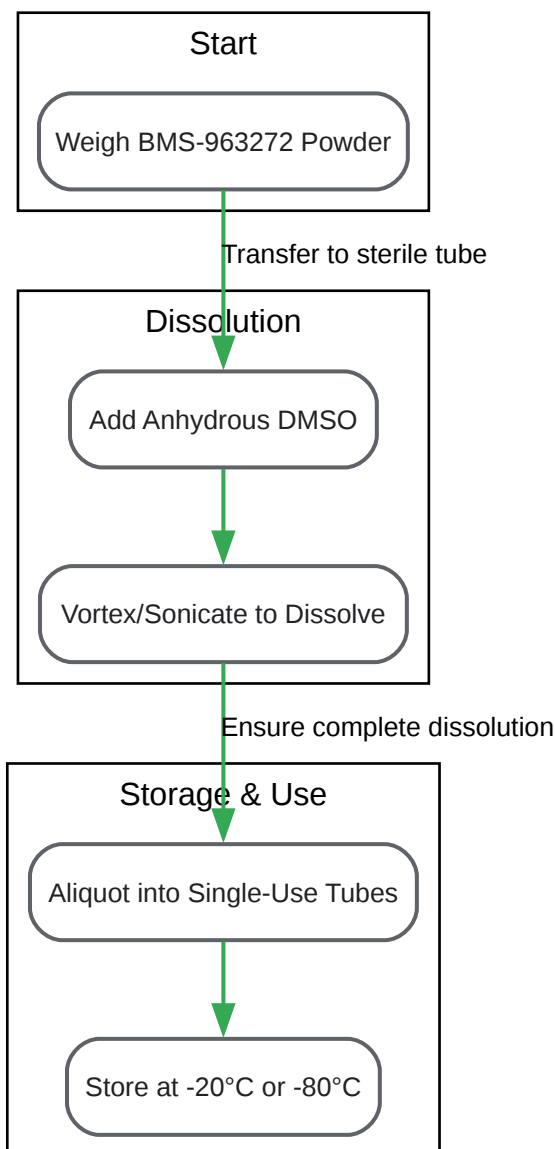 Start
Weigh BMS-963272 Powder
Transfer to sterile tube
Dissolution
Add Anhydrous DMSO
Vortex/Sonicate to Dissolve
Ensure complete dissolution
Storage & Use
Aliquot into Single-Use Tubes
Store at -20°C or -80°C